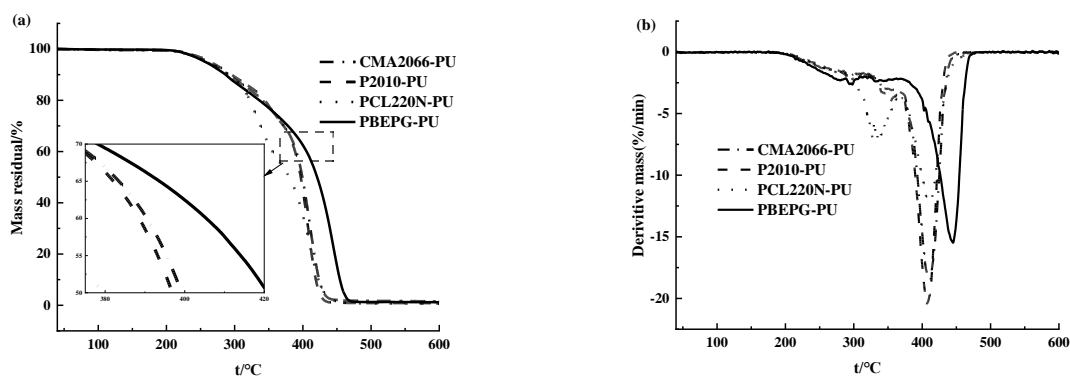 (a)
100
80
60
40
20
0
Mass residual/%
CMA2066-PU
P2010-PU
PCL220N-PU
PBEPG-PU
70
65
60
55
50
380 400 420
100 200 300 400 500 600
t/°C
(b)
0
-5
-10
-15
-20
Derivitive mass(%/min)
CMA2066-PU
P2010-PU
PCL220N-PU
PBEPG-PU
100 200 300 400 500 600
t/°C